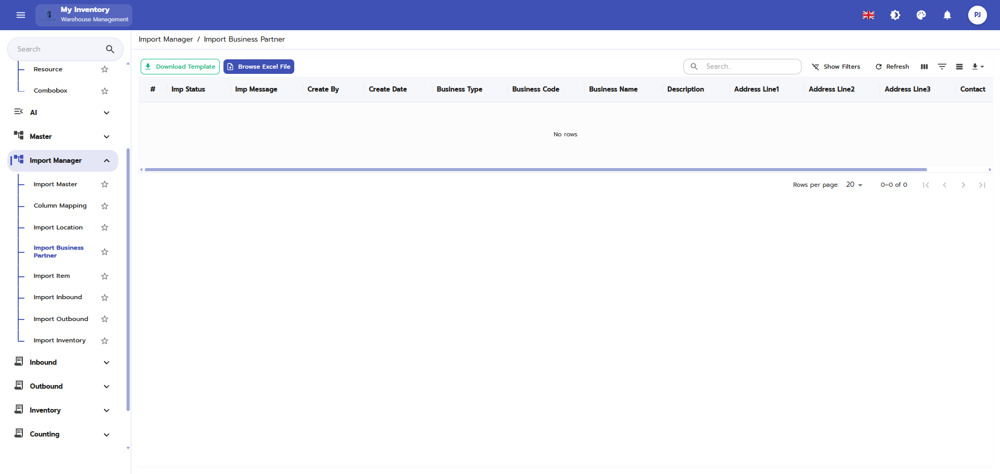 My Inventory
Warehouse Management
PJ
Search
Resource
Combobox
AI
Master
Import Manager
Import Master
Column Mapping
Import Location
Import Business
Partner
Import Item
Import Inbound
Import Outbound
Import Inventory
Inbound
Outbound
Inventory
Counting
Import Manager / Import Business Partner
Download Template Browse Excel File Search... Show Filters Refresh
# Imp Status Imp Message Create By Create Date Business Type Business Code Business Name Description Address Line1 Address Line2 Address Line3 Contact
No rows
Rows per page: 20 0–0 of 0